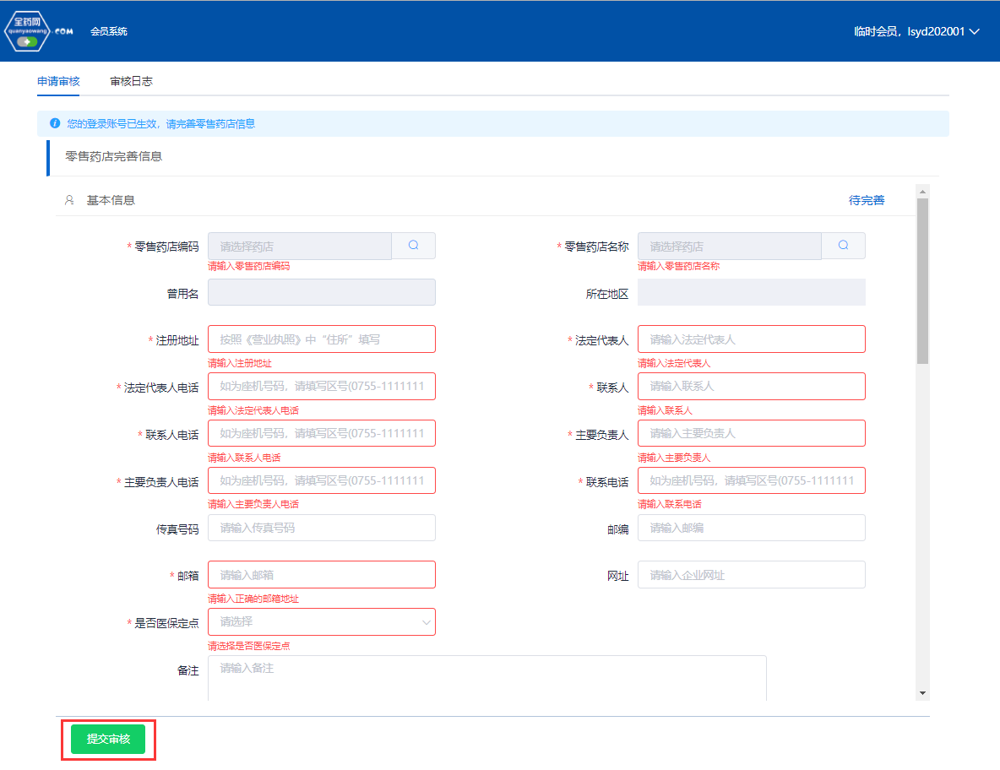 全药网
quanyaowang
.COM
会员系统
临时会员，lsyd202001
申请审核 审核日志
您的登录账号已生效，请完善零售药店信息
零售药店完善信息
基本信息 待完善
* 零售药店编码 请选择药店 * 零售药店名称 请选择药店
请输入零售药店编码 请输入零售药店名称
曾用名 所在地区
* 注册地址 按照《营业执照》中“住所”填写 * 法定代表人 请输入法定代表人
请输入注册地址 请输入法定代表人
* 法定代表人电话 如为座机号码，请填写区号(0755-1111111 * 联系人 请输入联系人
请输入法定代表人电话 请输入联系人
* 联系人电话 如为座机号码，请填写区号(0755-1111111 * 主要负责人 请输入主要负责人
请输入联系人电话 请输入主要负责人
* 主要负责人电话 如为座机号码，请填写区号(0755-1111111 * 联系电话 如为座机号码，请填写区号(0755-1111111
请输入主要负责人电话 请输入联系电话
传真号码 请输入传真号码 邮编 请输入邮编
* 邮箱 请输入邮箱 网址 请输入企业网址
请输入正确的邮箱地址
* 是否医保定点 请选择
请选择是否医保定点
备注 请输入备注
提交审核